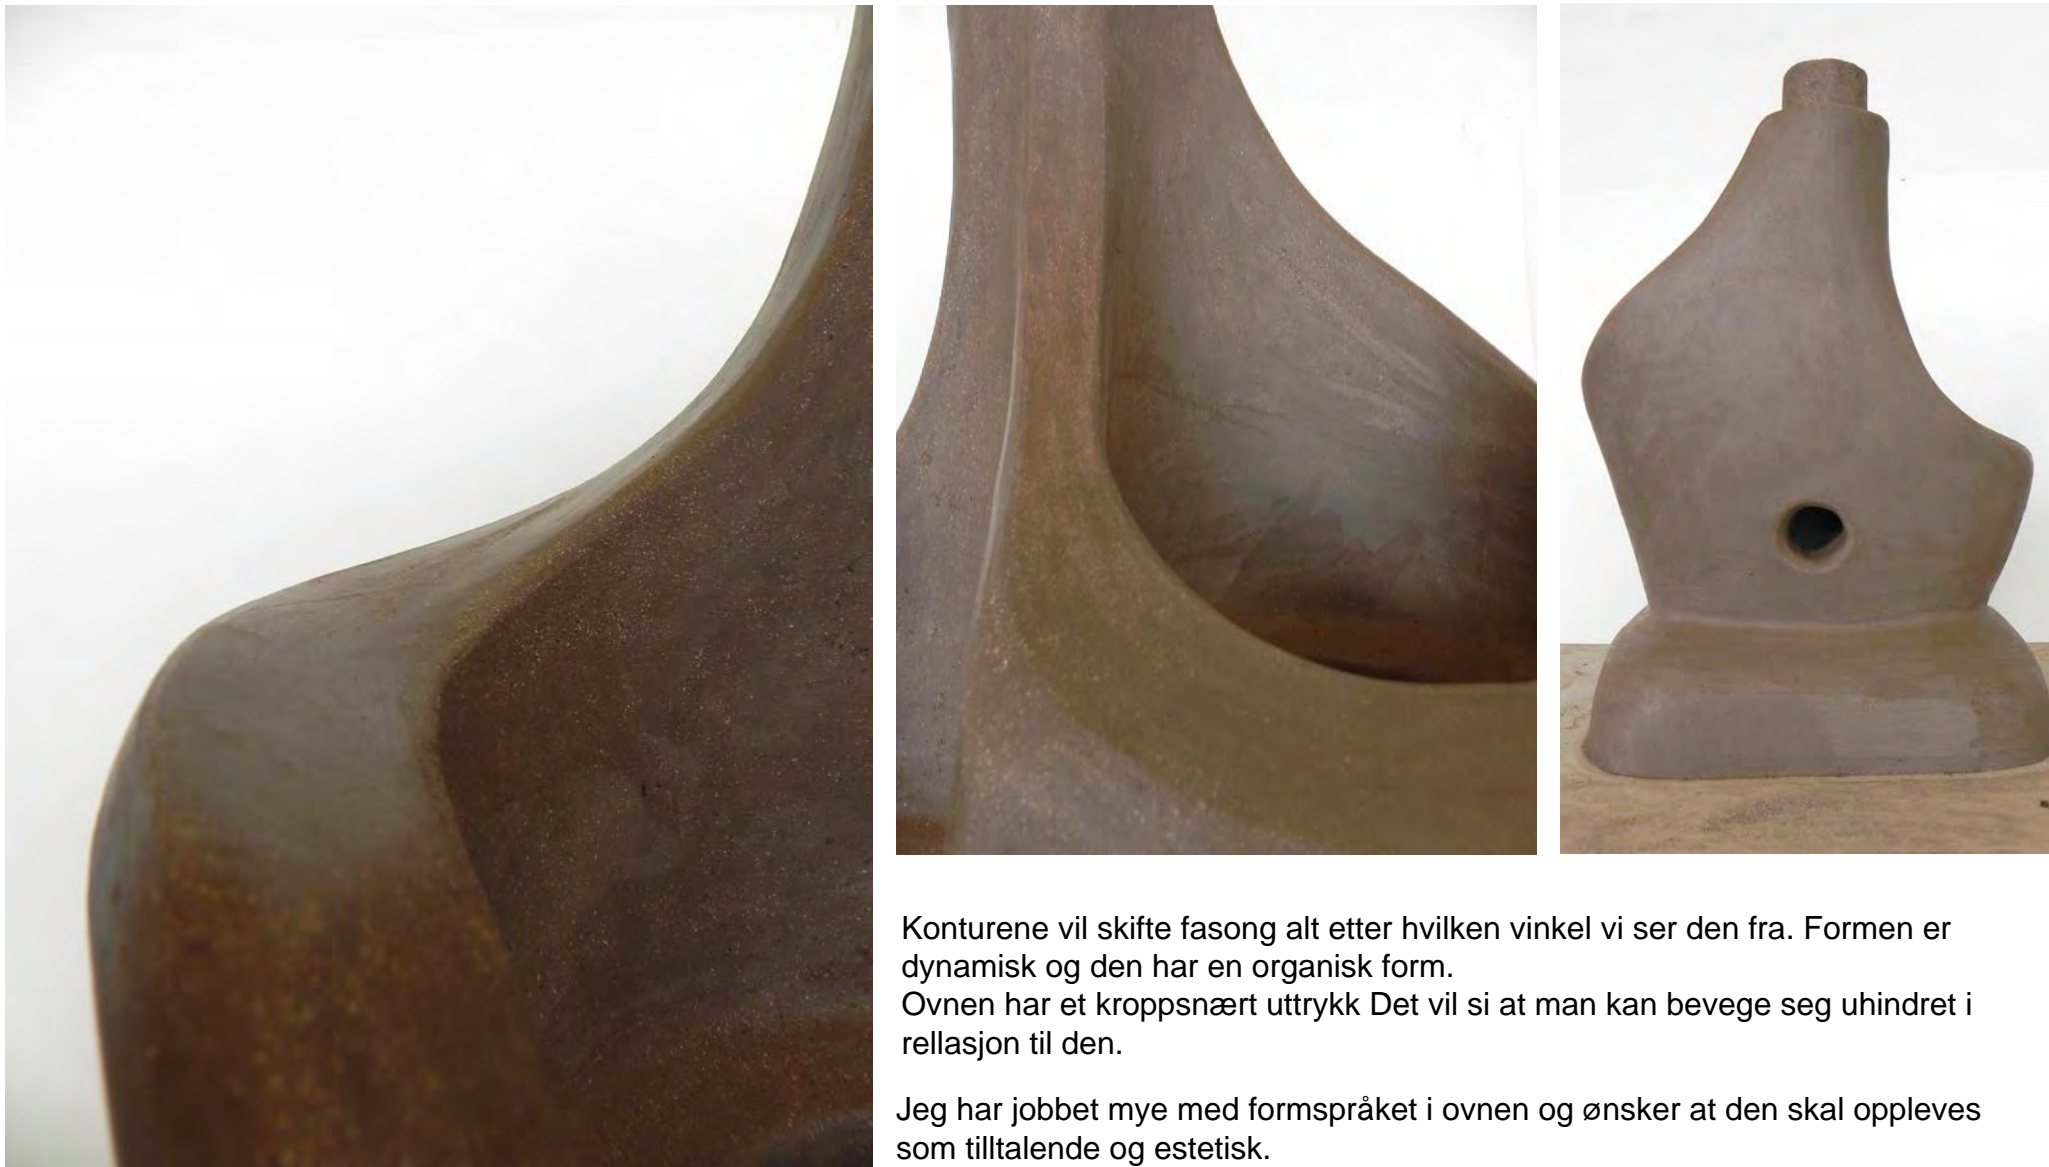 Konturene vil skifte fasong alt etter hvilken vinkel vi ser den fra. Formen er
dynamisk og den har en organisk form.
Ovnen har et kroppsnært uttrykk Det vil si at man kan bevege seg uhindret i
rellasjon til den.
Jeg har jobbet mye med formspråket i ovnen og ønsker at den skal oppleves
som tilltalende og estetisk.